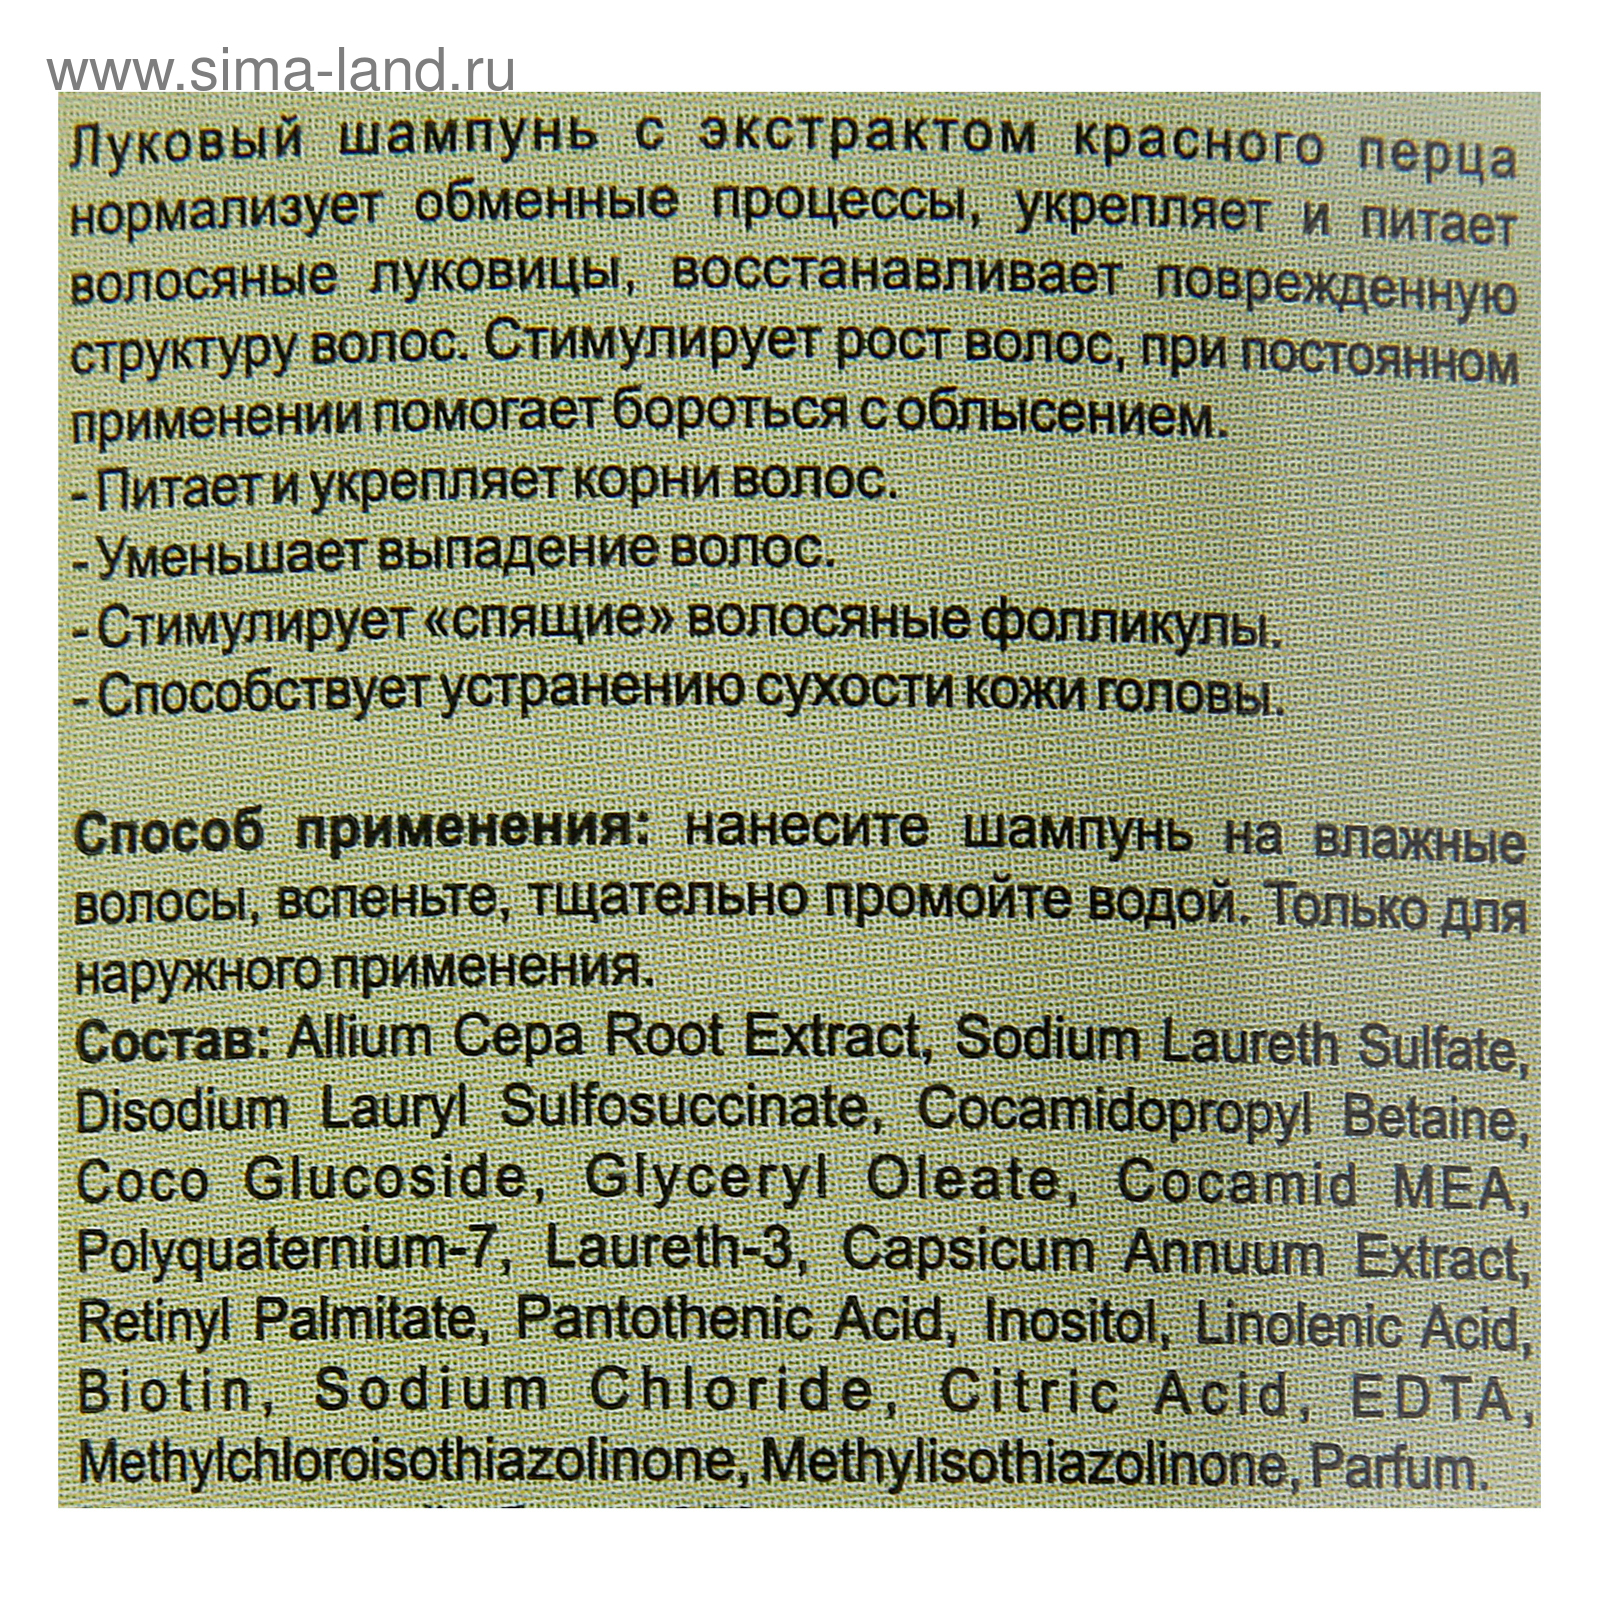 www.sima-land.ru
Луковый шампунь с экстрактом красного перца
нормализует обменные процессы, укрепляет и питает
волосяные луковицы, восстанавливает поврежденную
структуру волос. Стимулирует рост волос, при постоянном
применении помогает бороться с облысением.
- Питает и укрепляет корни волос.
- Уменьшает выпадение волос.
- Стимулирует «спящие» волосяные фолликулы.
- Способствует устранению сухости кожи головы.
Способ применения: нанесите шампунь на влажные
волосы, вспеньте, тщательно промойте водой. Только для
наружного применения.
Состав: Allium Cepa Root Extract, Sodium Laureth Sulfate,
Disodium Lauryl Sulfosuccinate, Cocamidopropyl Betaine,
Coco Glucoside, Glyceryl Oleate, Cocamid MEA,
Polyquaternium-7, Laureth-3, Capsicum Annuum Extract,
Retinyl Palmitate, Pantothenic Acid, Inositol, Linolenic Acid,
Biotin, Sodium Chloride, Citric Acid, EDTA,
Methylchloroisothiazolinone, Methylisothiazolinone, Parfum.